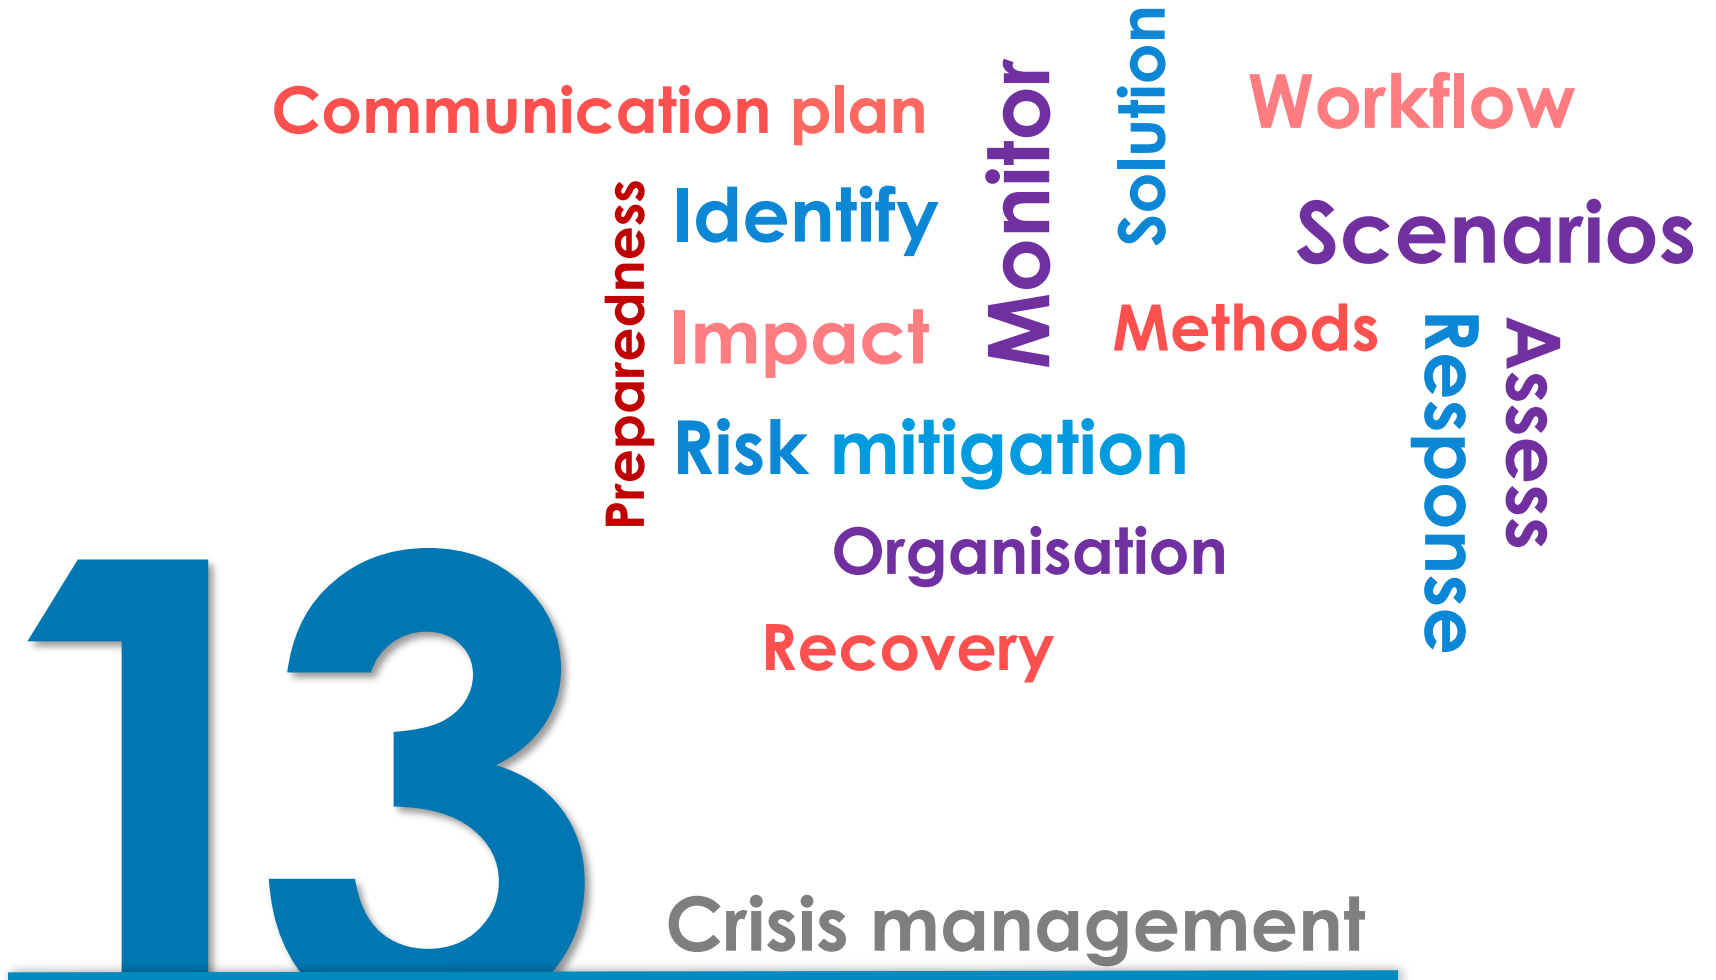 Communication plan
Monitor
Solution
Workflow
Preparedness
Identify
Scenarios
Impact
Methods
Response
Assess
Risk mitigation
Organisation
Recovery
13
Crisis management